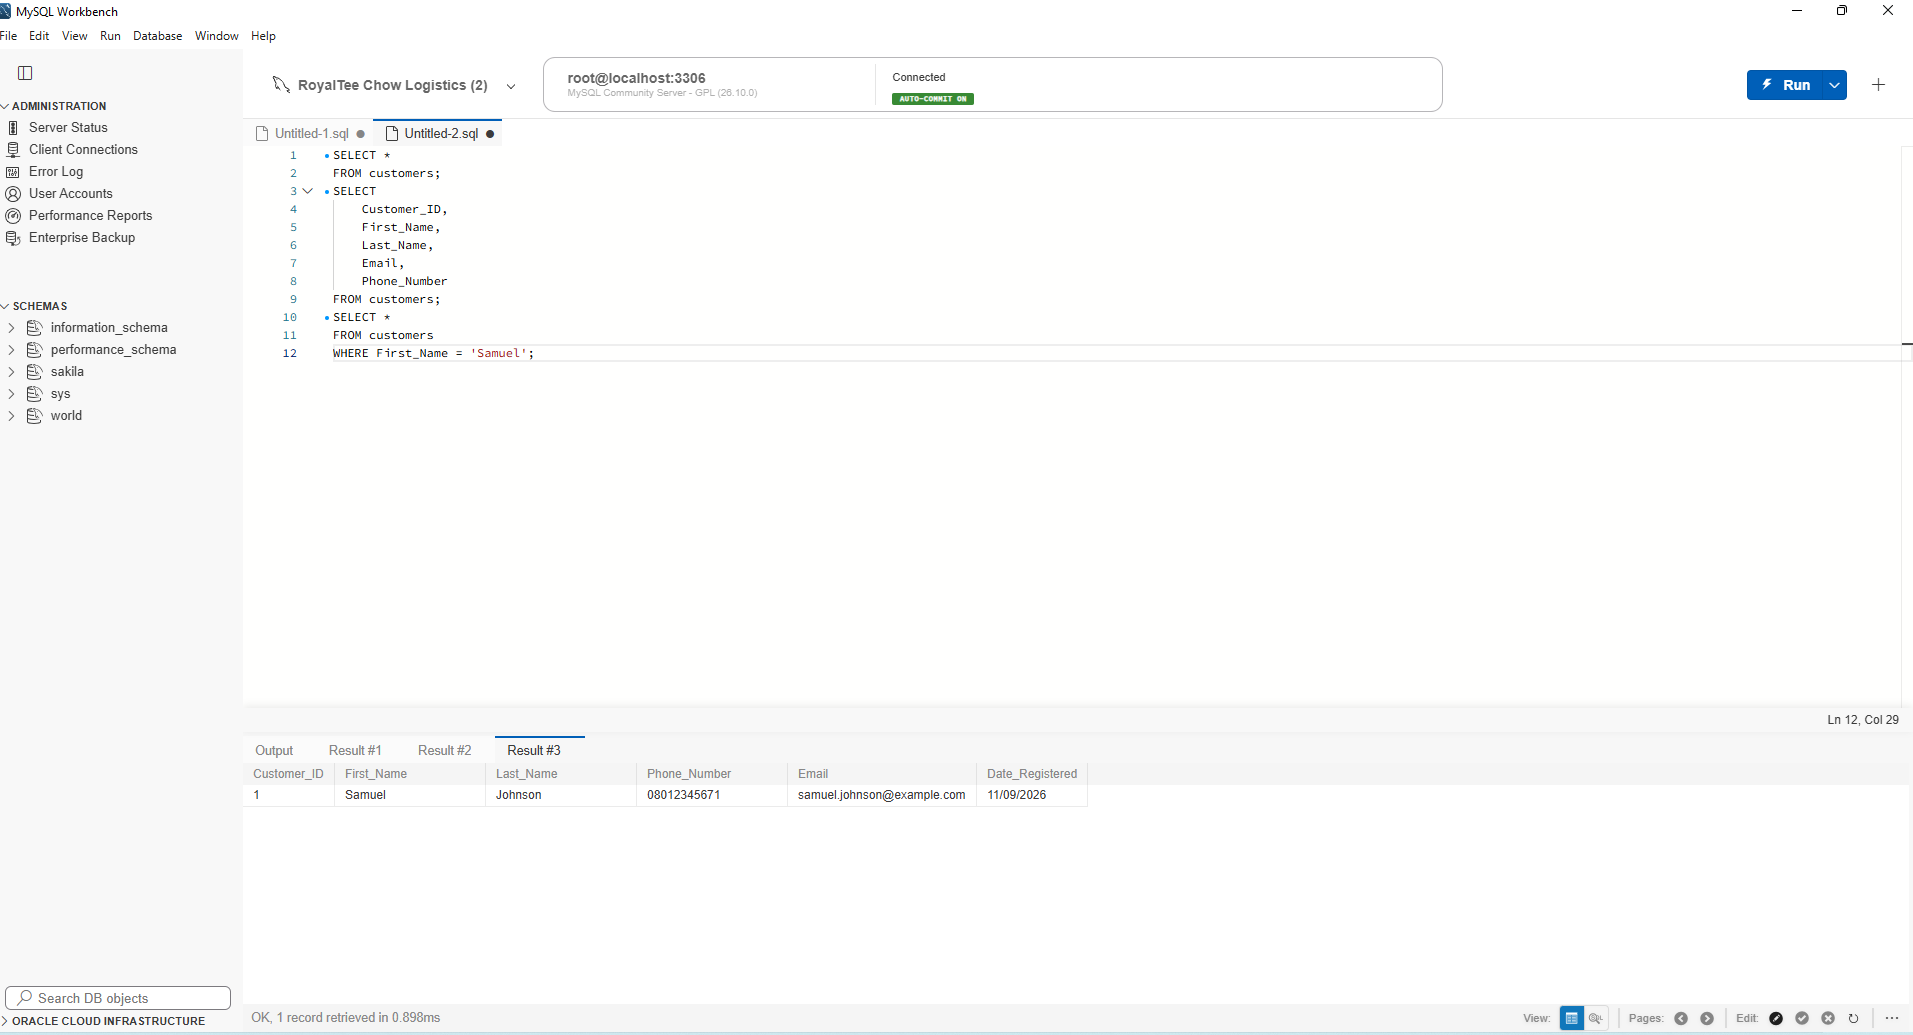 MySQL Workbench
File Edit View Run Database Window Help
RoyalTee Chow Logistics (2)
root@localhost:3306
MySQL Community Server - GPL (26.10.0)
Connected
AUTO-COMMIT ON
Run
ADMINISTRATION
Server Status
Client Connections
Error Log
User Accounts
Performance Reports
Enterprise Backup
SCHEMAS
information_schema
performance_schema
sakila
sys
world
Search DB objects
ORACLE CLOUD INFRASTRUCTURE
Untitled-1.sql Untitled-2.sql
1 SELECT *
2 FROM customers;
3 SELECT
4 Customer_ID,
5 First_Name,
6 Last_Name,
7 Email,
8 Phone_Number
9 FROM customers;
10 SELECT *
11 FROM customers
12 WHERE First_Name = 'Samuel';
Ln 12, Col 29
Output Result #1 Result #2 Result #3
Customer_ID First_Name Last_Name Phone_Number Email Date_Registered
1 Samuel Johnson 08012345671 samuel.johnson@example.com 11/09/2026
OK, 1 record retrieved in 0.898ms
View: Pages: Edit: